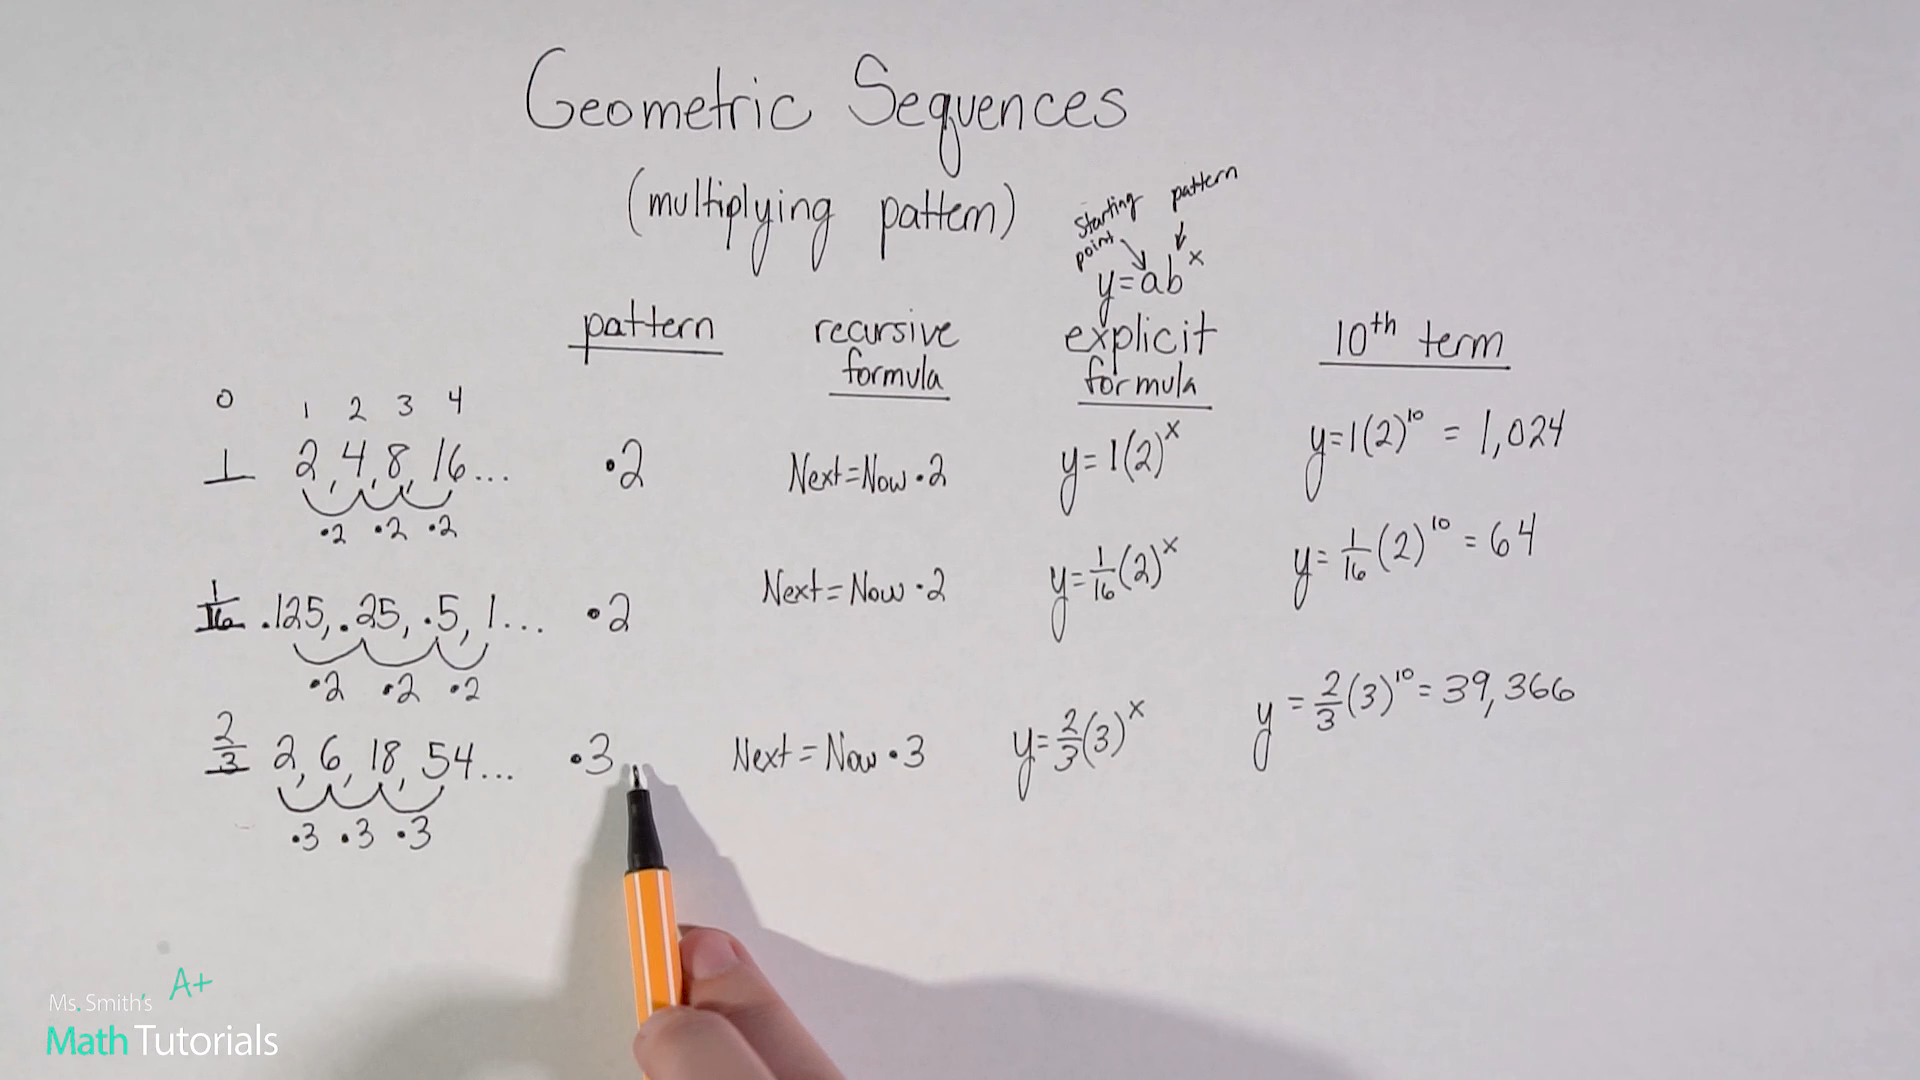 Geometric Sequences
(multiplying pattern)
starting point
pattern
y=abˣ
pattern
recursive formula
explicit formula
10th term
0 1 2 3 4
1 2, 4, 8, 16...
·2 ·2 ·2
·2
Next=Now·2
y=1(2)ˣ
y=1(2)¹⁰ = 1,024
1/16 .125, .25, .5, 1...
·2 ·2 ·2
·2
Next=Now·2
y=1/16(2)ˣ
y=1/16(2)¹⁰ = 64
2/3 2, 6, 18, 54...
·3 ·3 ·3
·3
Next=Now·3
y=2/3(3)ˣ
y=2/3(3)¹⁰ = 39,366
Ms. Smith's A+
Math Tutorials